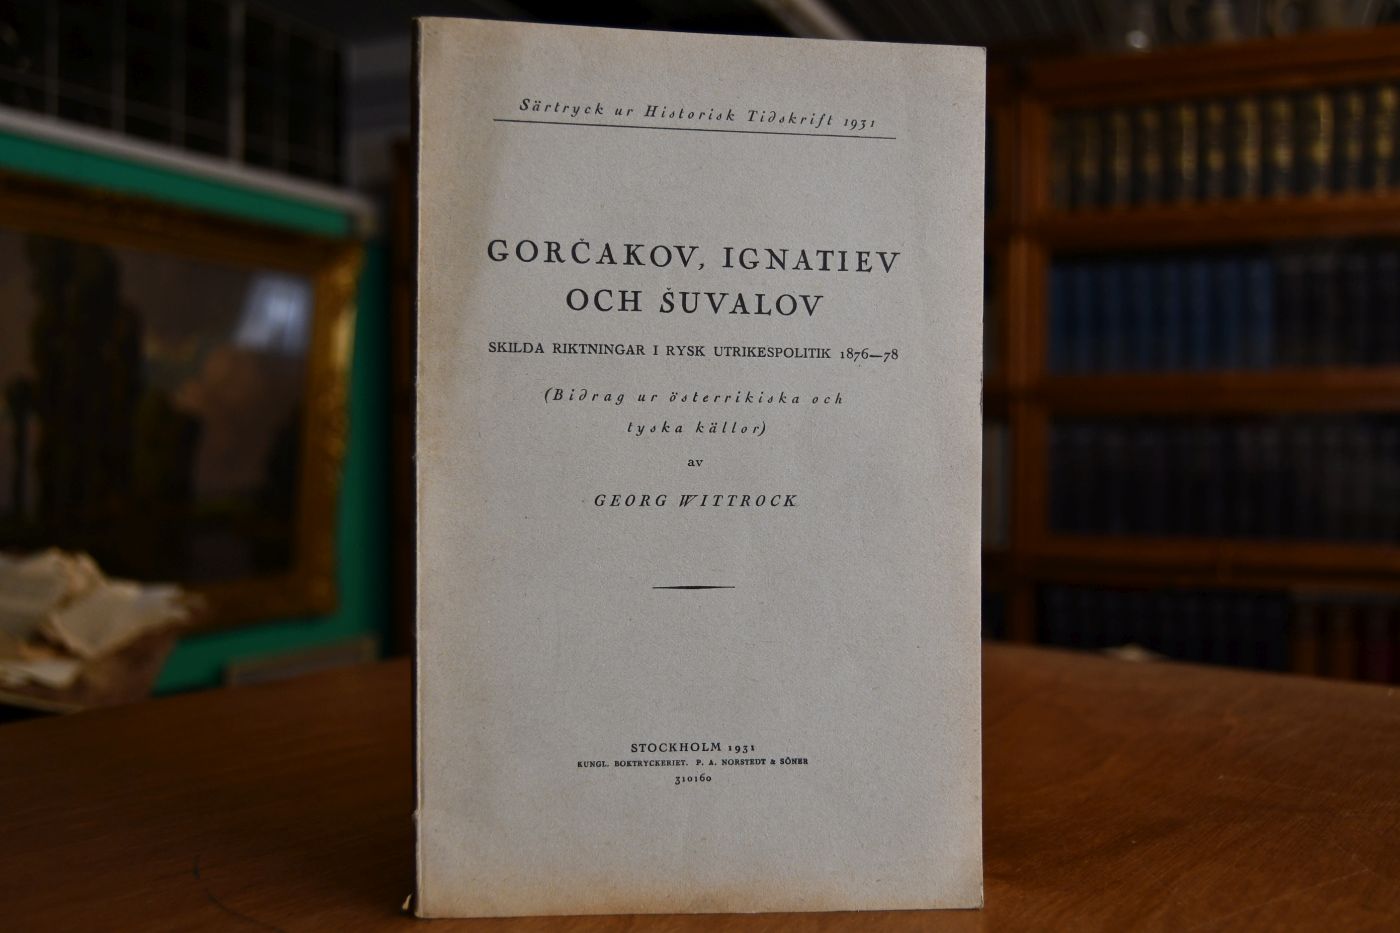 Särtryck ur Historisk Tidskrift 1931
GORČAKOV, IGNATIEV
OCH ŠUVALOV
SKILDA RIKTNINGAR I RYSK UTRIKESPOLITIK 1876—78
(Bidrag ur österrikiska och
tyska källor)
av
GEORG WITTROCK
STOCKHOLM 1931
KUNGL. BOKTRYCKERIET. P. A. NORSTEDT & SÖNER
310160